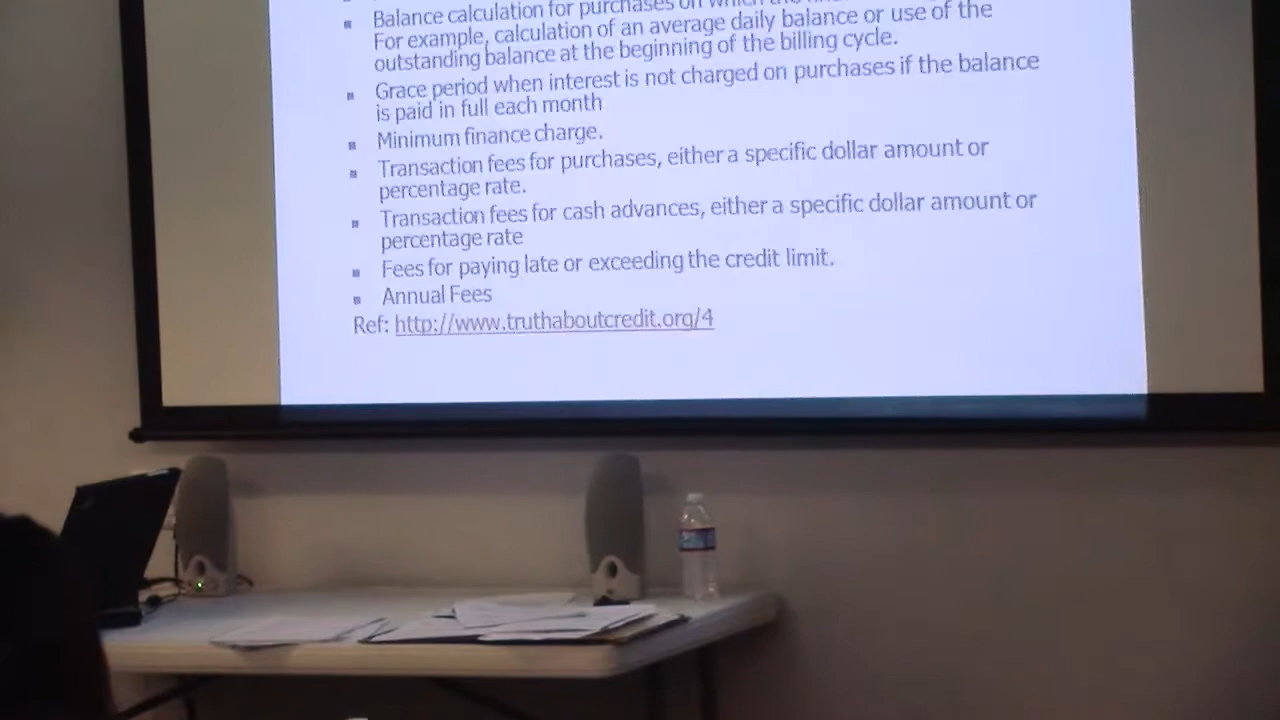 Balance calculation for purchases on which the
For example, calculation of an average daily balance or use of the
outstanding balance at the beginning of the billing cycle.
Grace period when interest is not charged on purchases if the balance
is paid in full each month
Minimum finance charge.
Transaction fees for purchases, either a specific dollar amount or
percentage rate.
Transaction fees for cash advances, either a specific dollar amount or
percentage rate
Fees for paying late or exceeding the credit limit.
Annual Fees
Ref: http://www.truthaboutcredit.org/4